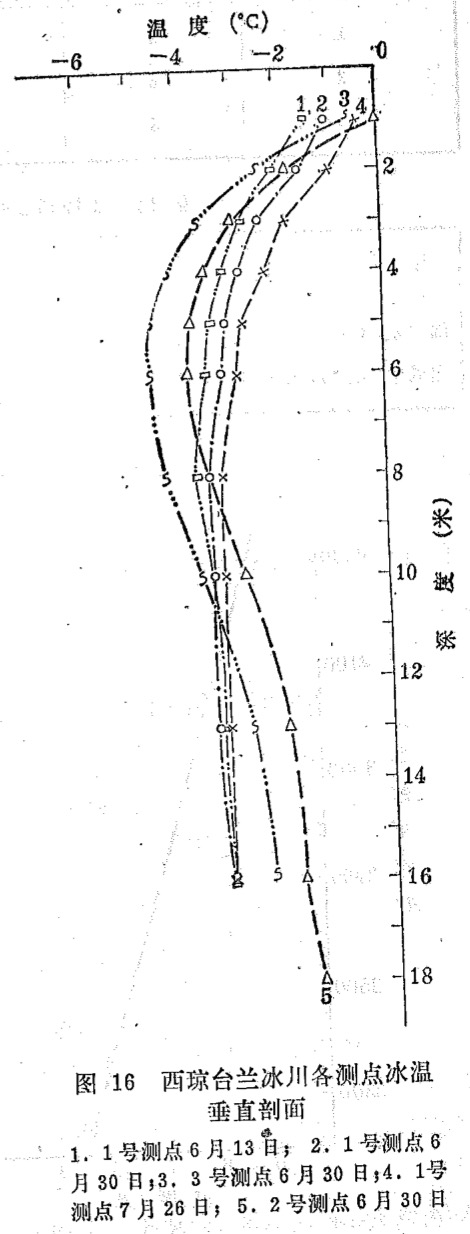 温 度 (°C)
-6 -4 -2 0
1 2 3 4
2
4
6
8
10
12
14
16
18
5
深 度 (米)
图 16 西琼台兰冰川各测点冰温
垂直剖面
1. 1号测点6月13日; 2. 1号测点6
月30日;3. 3号测点6月30日;4. 1号
测点7月26日; 5. 2号测点6月30日